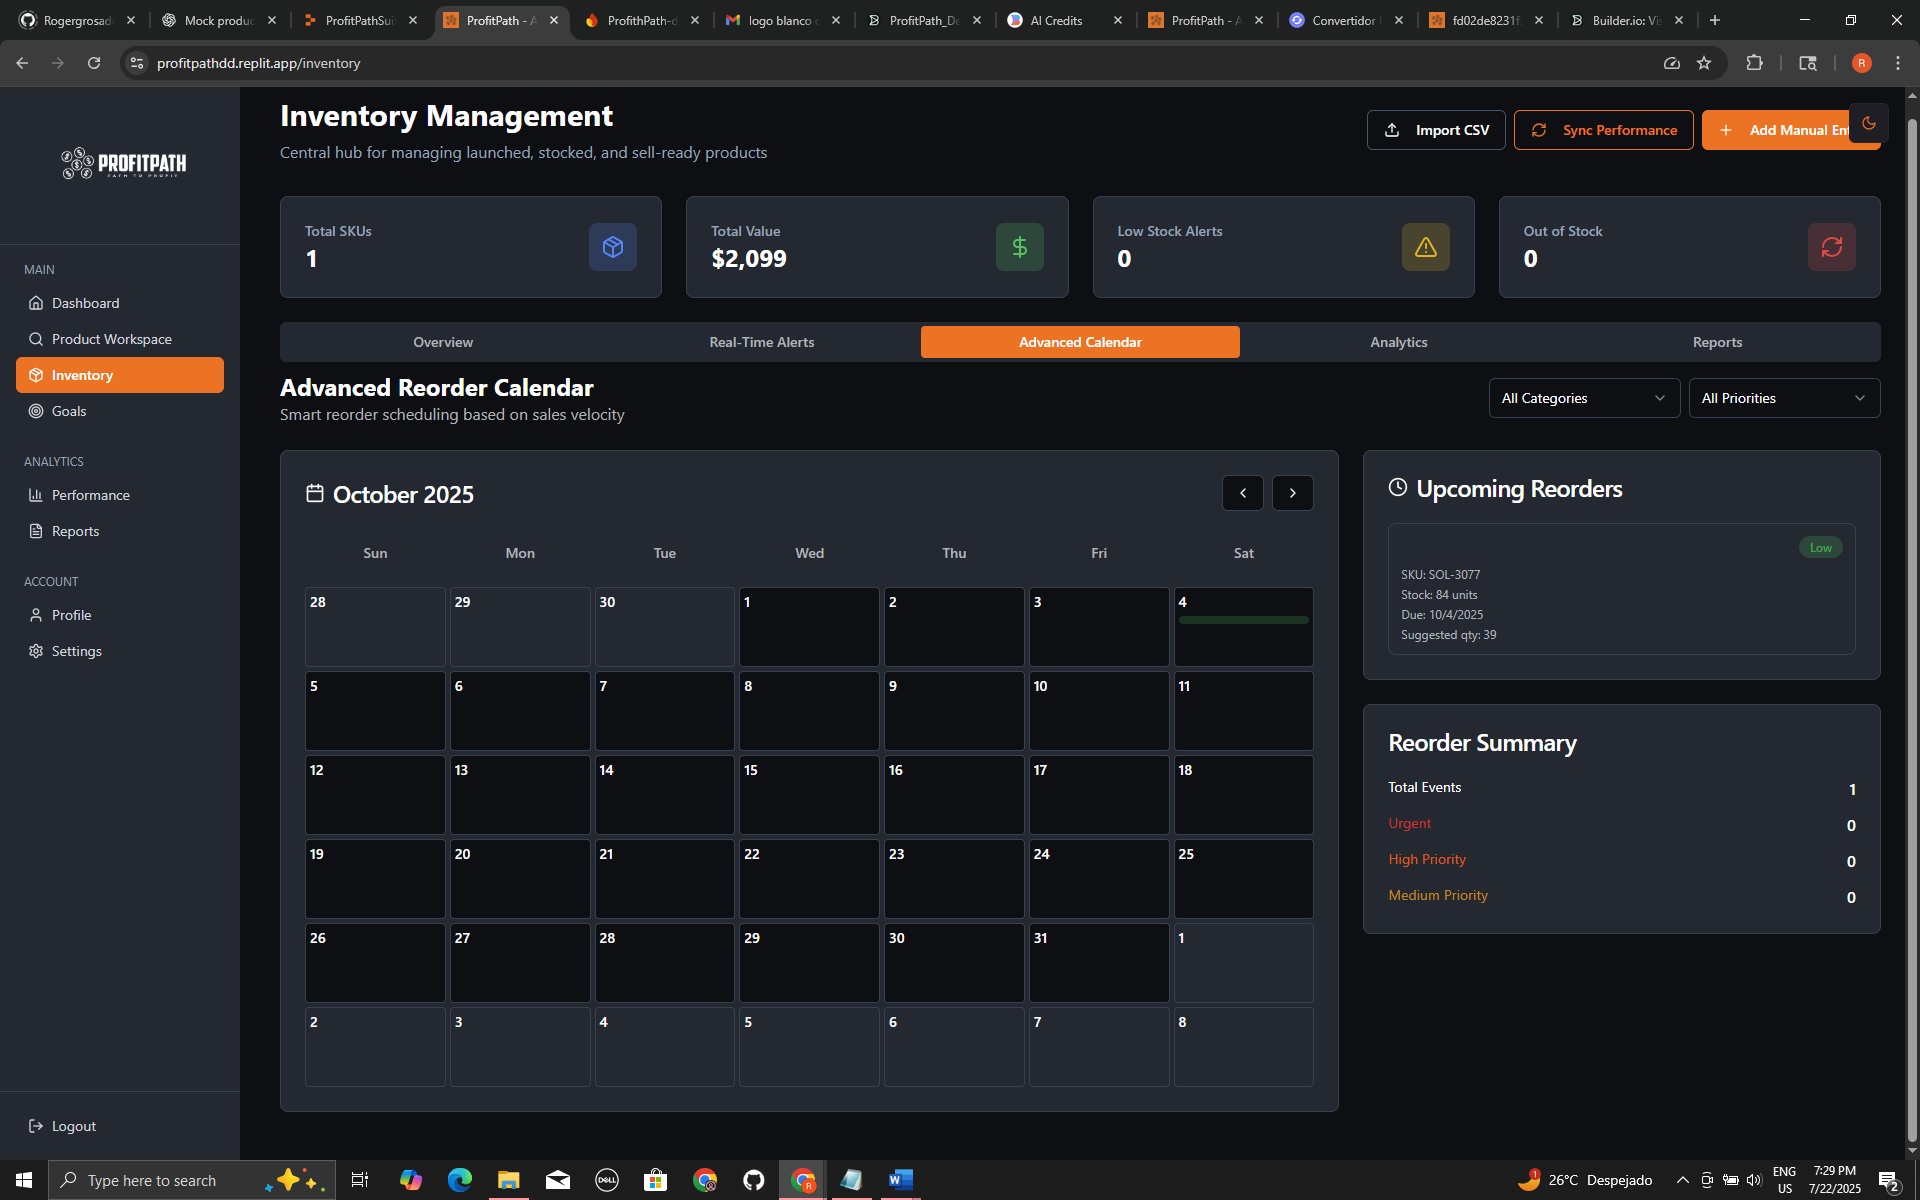 Rogergrosad
Mock produc
ProfitPathSui
ProfitPath - A
ProfithPath-d
logo blanco
ProfitPath_De
AI Credits
ProfitPath - A
Convertidor
fd02de8231f
Builder.io: Vi
profitpathdd.replit.app/inventory
R
PROFITPATH
MAIN
Dashboard
Product Workspace
Inventory
Goals
ANALYTICS
Performance
Reports
ACCOUNT
Profile
Settings
Logout
Inventory Management
Central hub for managing launched, stocked, and sell-ready products
Import CSV
Sync Performance
Add Manual Ent
Total SKUs
1
Total Value
$2,099
Low Stock Alerts
0
Out of Stock
0
Overview
Real-Time Alerts
Advanced Calendar
Analytics
Reports
Advanced Reorder Calendar
Smart reorder scheduling based on sales velocity
All Categories
All Priorities
October 2025
Sun Mon Tue Wed Thu Fri Sat
28 29 30 1 2 3 4
5 6 7 8 9 10 11
12 13 14 15 16 17 18
19 20 21 22 23 24 25
26 27 28 29 30 31 1
2 3 4 5 6 7 8
Upcoming Reorders
Low
SKU: SOL-3077
Stock: 84 units
Due: 10/4/2025
Suggested qty: 39
Reorder Summary
Total Events 1
Urgent 0
High Priority 0
Medium Priority 0
Type here to search
DELL
R
W
1
26°C Despejado
ENG
US
7:29 PM
7/22/2025
2